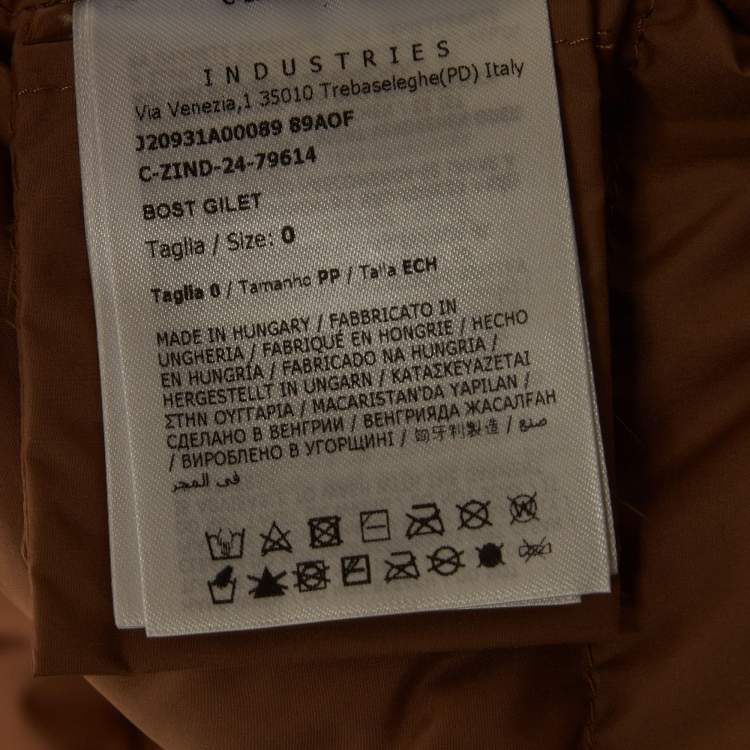 INDUSTRIES
Via Venezia,1 35010 Trebaseleghe(PD) Italy
J20931A00089 89AOF
C-ZIND-24-79614
BOST GILET
Taglia / Size: 0
Taglia 0 / Tamanho PP / Talla ECH
MADE IN HUNGARY / FABBRICATO IN
UNGHERIA / FABRIQUÉ EN HONGRIE / HECHO
EN HUNGRÍA / FABRICADO NA HUNGRIA /
HERGESTELLT IN UNGARN / ΚΑΤΑΣΚΕΥΑΖΕΤΑΙ
ΣΤΗΝ ΟΥΓΓΑΡΙΑ / MACARISTAN'DA YAPILAN /
СДЕЛАНО В ВЕНГРИИ / ВЕНГРИЯДА ЖАСАЛҒАН
/ ВИРОБЛЕНО В УГОРЩИНІ / 匈牙利製造 / صنع
في المجر